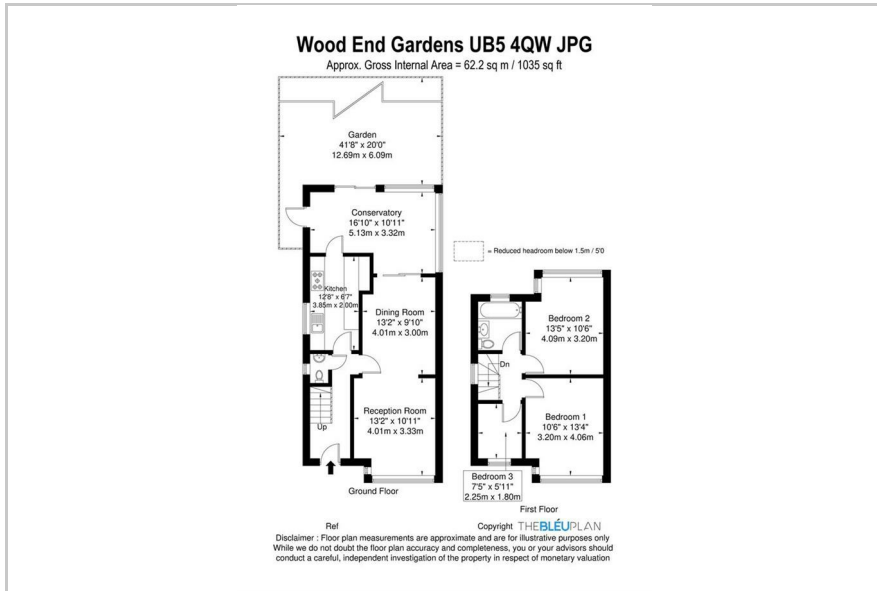 Wood End Gardens UB5 4QW JPG
Approx. Gross Internal Area = 62.2 sq m / 1035 sq ft
Garden
41'8" x 20'0"
12.69m x 6.09m
Conservatory
16'10" x 10'11"
5.13m x 3.32m
= Reduced headroom below 1.5m / 5'0
Kitchen
12'8" x 6'7"
3.85m x 2.00m
Dining Room
13'2" x 9'10"
4.01m x 3.00m
Reception Room
13'2" x 10'11"
4.01m x 3.33m
Up
Ground Floor
Bedroom 2
13'5" x 10'6"
4.09m x 3.20m
Dn
Bedroom 1
10'6" x 13'4"
3.20m x 4.06m
Bedroom 3
7'5" x 5'11"
2.25m x 1.80m
First Floor
Ref
Copyright THEBLÉUPLAN
Disclaimer : Floor plan measurements are approximate and are for illustrative purposes only
While we do not doubt the floor plan accuracy and completeness, you or your advisors should
conduct a careful, independent investigation of the property in respect of monetary valuation